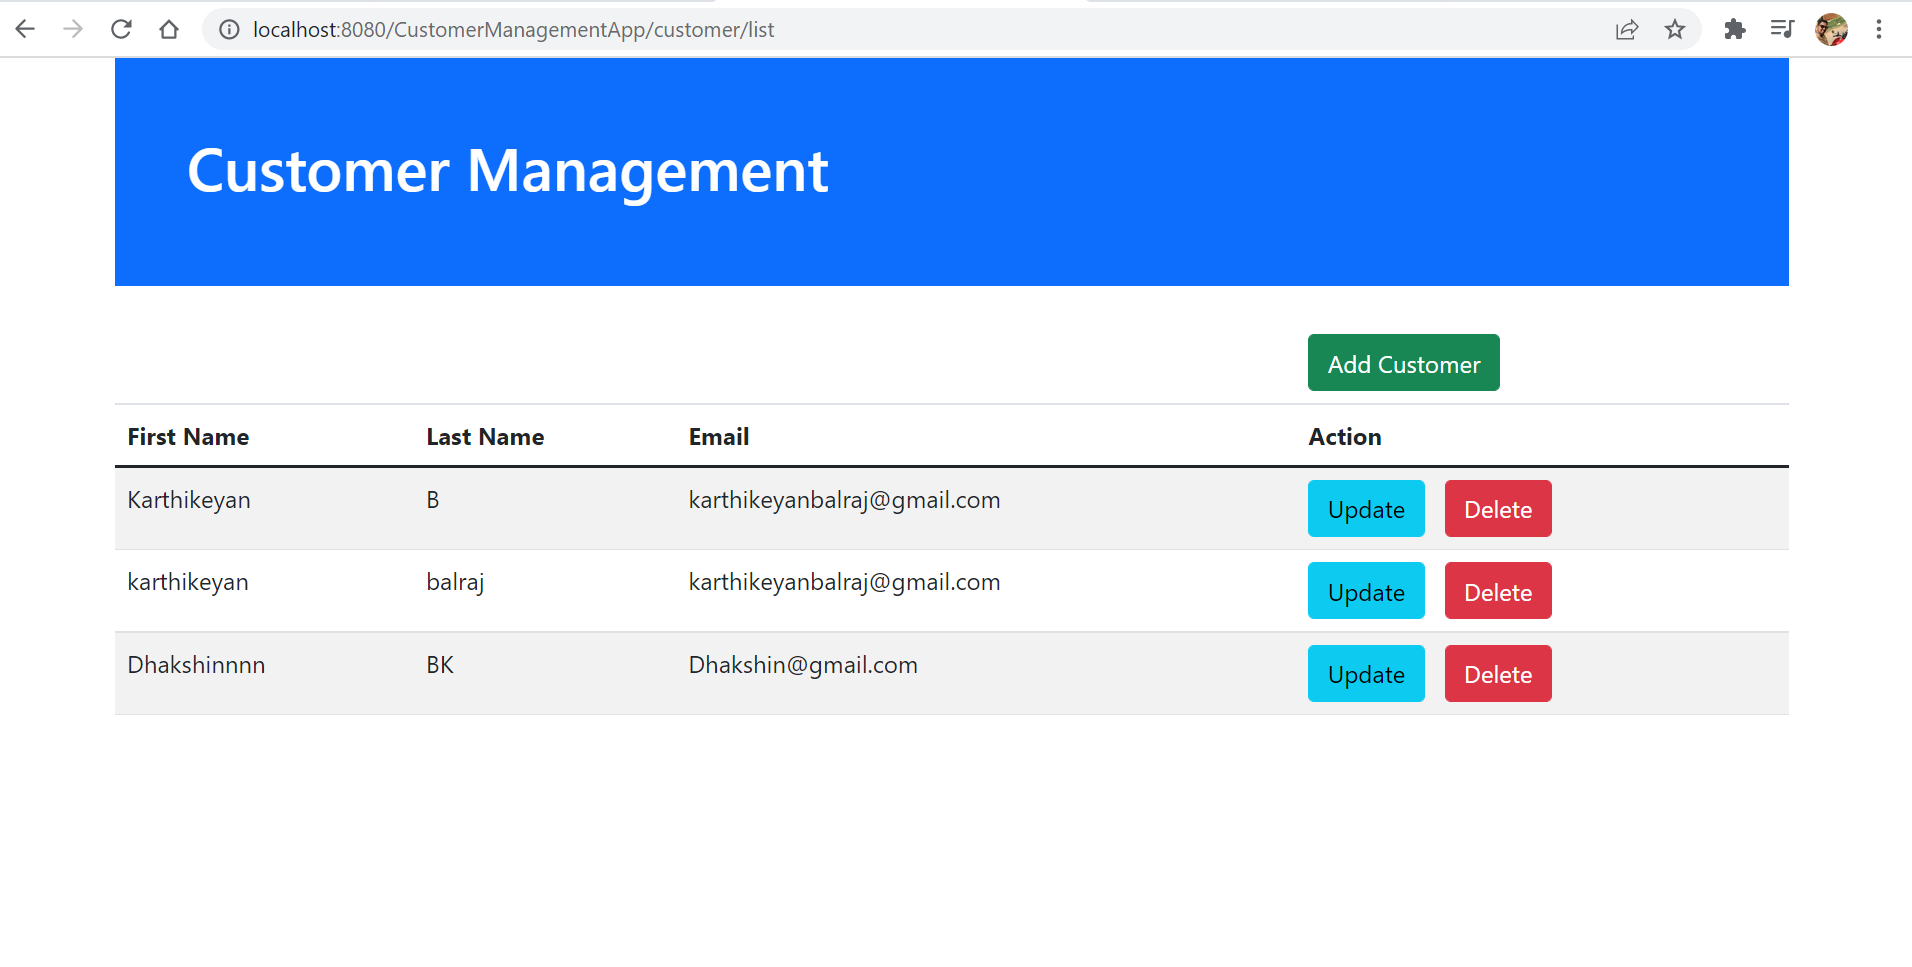 localhost:8080/CustomerManagementApp/customer/list
Customer Management
Add Customer
First Name Last Name Email Action
Karthikeyan B karthikeyanbalraj@gmail.com Update Delete
karthikeyan balraj karthikeyanbalraj@gmail.com Update Delete
Dhakshinnnn BK Dhakshin@gmail.com Update Delete